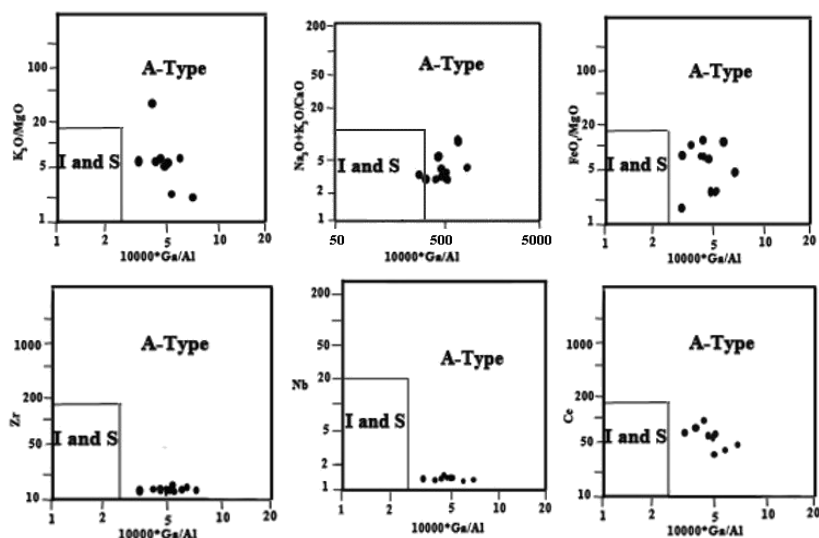 A-Type
K₂O/MgO
100
20
5
1
I and S
1 2 5 10 20
10000*Ga/Al
A-Type
Na₂O+K₂O/CaO
200
50
20
5
2
1
I and S
50 500 5000
10000*Ga/Al
A-Type
FeOₜ/MgO
100
20
5
1
I and S
1 2 5 10 20
10000*Ga/Al
A-Type
Zr
1000
200
50
10
I and S
1 2 5 10 20
10000*Ga/Al
A-Type
Nb
200
50
20
5
2
1
I and S
1 2 5 10 20
10000*Ga/Al
A-Type
Ce
1000
200
50
10
I and S
1 2 5 10 20
10000*Ga/Al